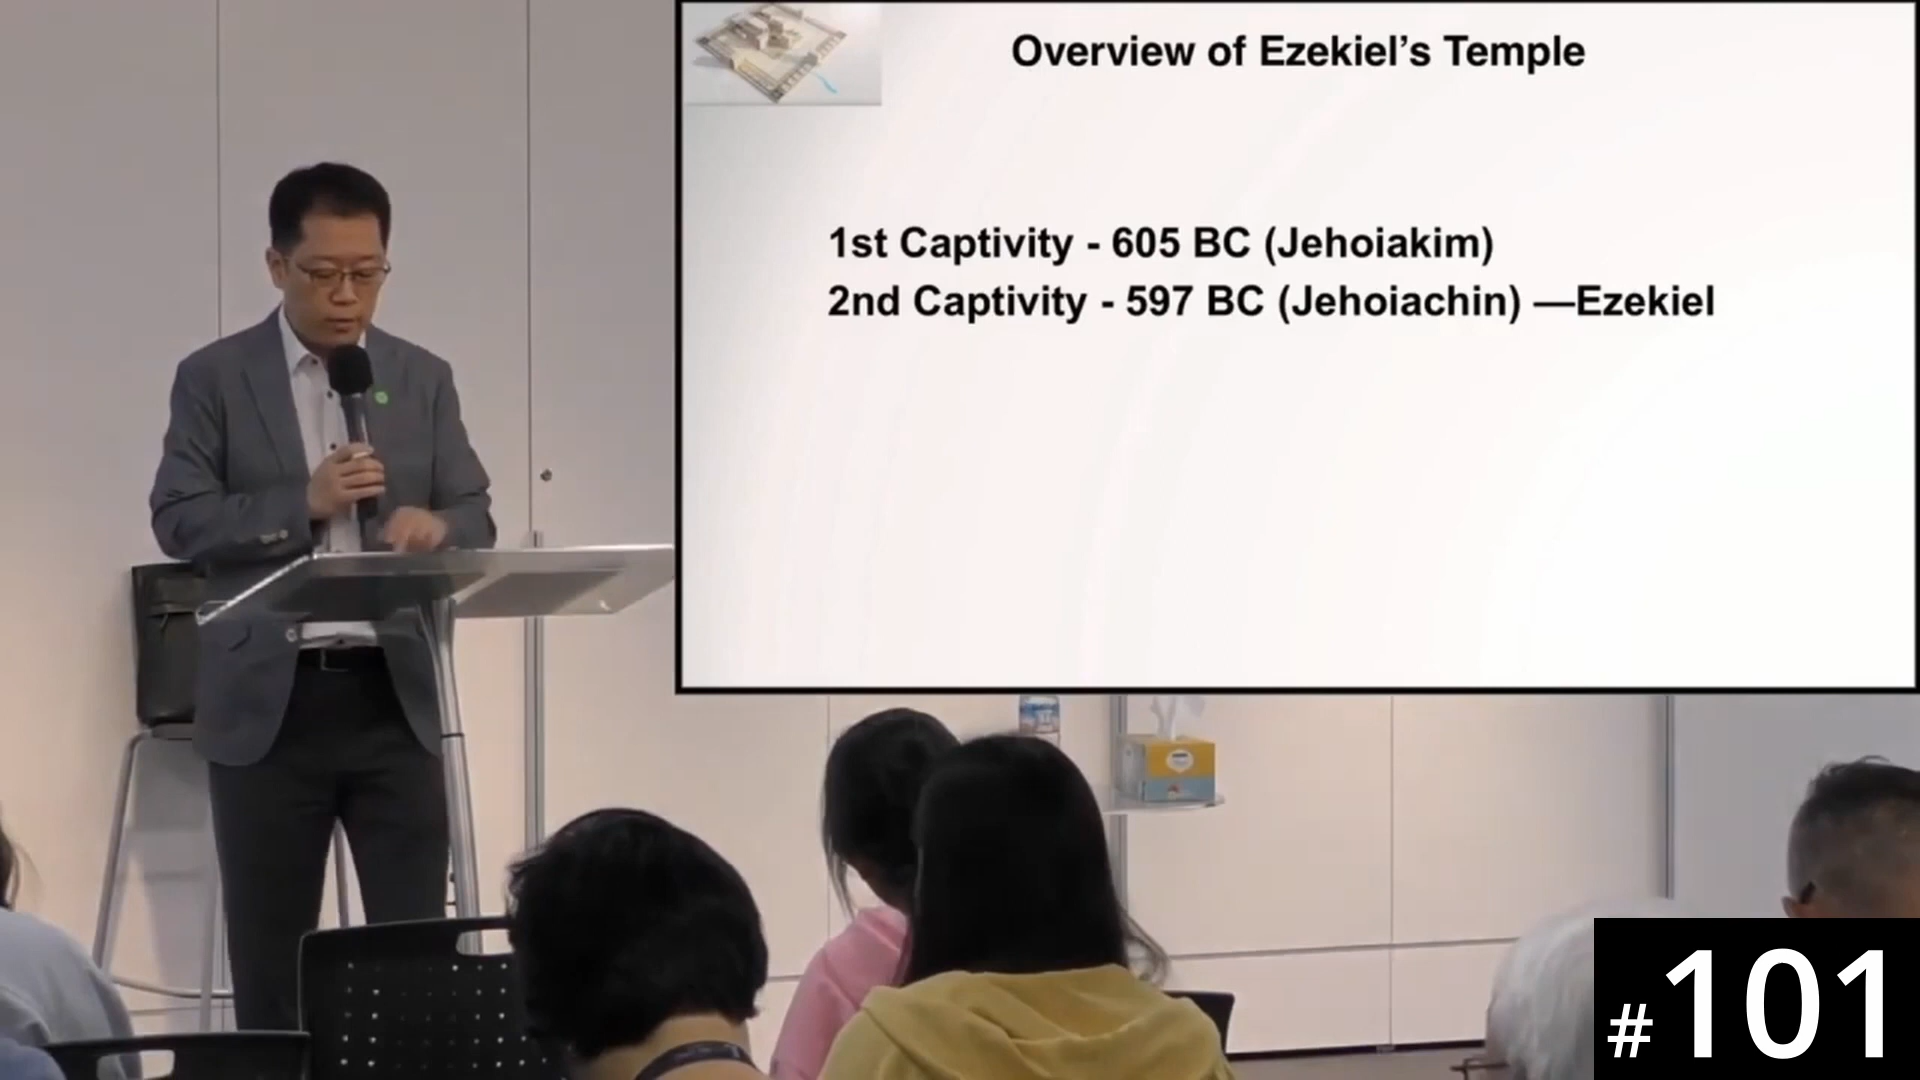 Overview of Ezekiel’s Temple
1st Captivity - 605 BC (Jehoiakim)
2nd Captivity - 597 BC (Jehoiachin) —Ezekiel
#101